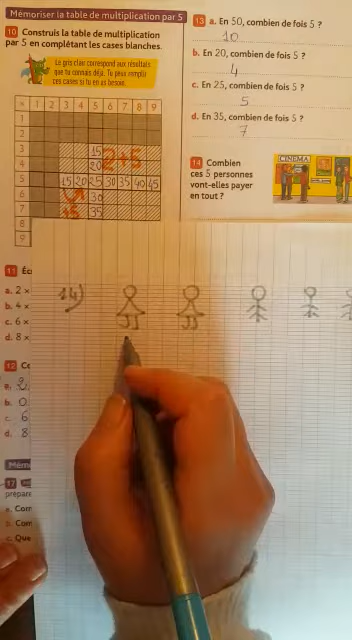 Mémoriser la table de multiplication par 5
10 Construis la table de multiplication
par 5 en complétant les cases blanches.
Le gris clair correspond aux résultats
que tu connais déjà. Tu peux remplir
ces cases si tu en as besoin.
× 1 2 3 4 5 6 7 8 9
1
2
3 15
4 20
5 15 20 25 30 35 40 45
6 30
7 35
8
9
13 a. En 50, combien de fois 5 ?
10
b. En 20, combien de fois 5 ?
4
c. En 25, combien de fois 5 ?
5
d. En 35, combien de fois 5 ?
7
14 Combien
ces 5 personnes
vont-elles payer
en tout ?
CINEMA
14)
11 Éc
a. 2 ×
b. 4 ×
c. 6 ×
d. 8 ×
12
a. 2
b. 0
c. 6
d. 8
Mém
17
prépare
a. Com
b. Com
c. Que